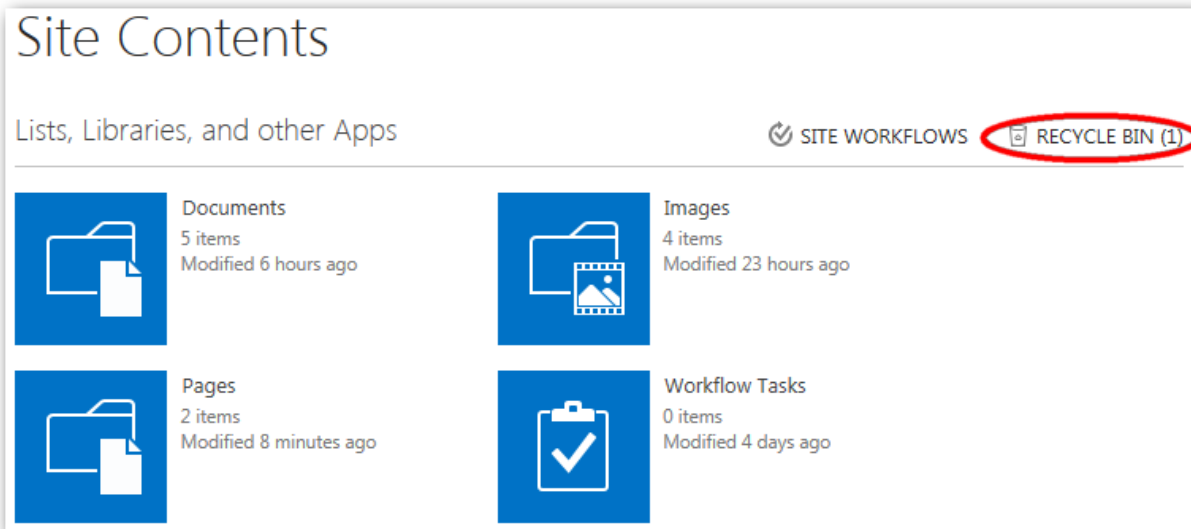 Site Contents
Lists, Libraries, and other Apps
SITE WORKFLOWS
RECYCLE BIN (1)
Documents
5 items
Modified 6 hours ago
Images
4 items
Modified 23 hours ago
Pages
2 items
Modified 8 minutes ago
Workflow Tasks
0 items
Modified 4 days ago